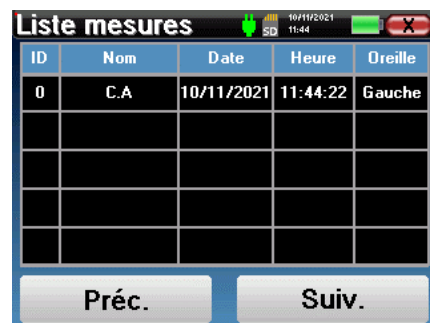 Liste mesures SD 10/11/2021 11:44 X
ID Nom Date Heure Oreille
0 C.A 10/11/2021 11:44:22 Gauche
Préc. Suiv.